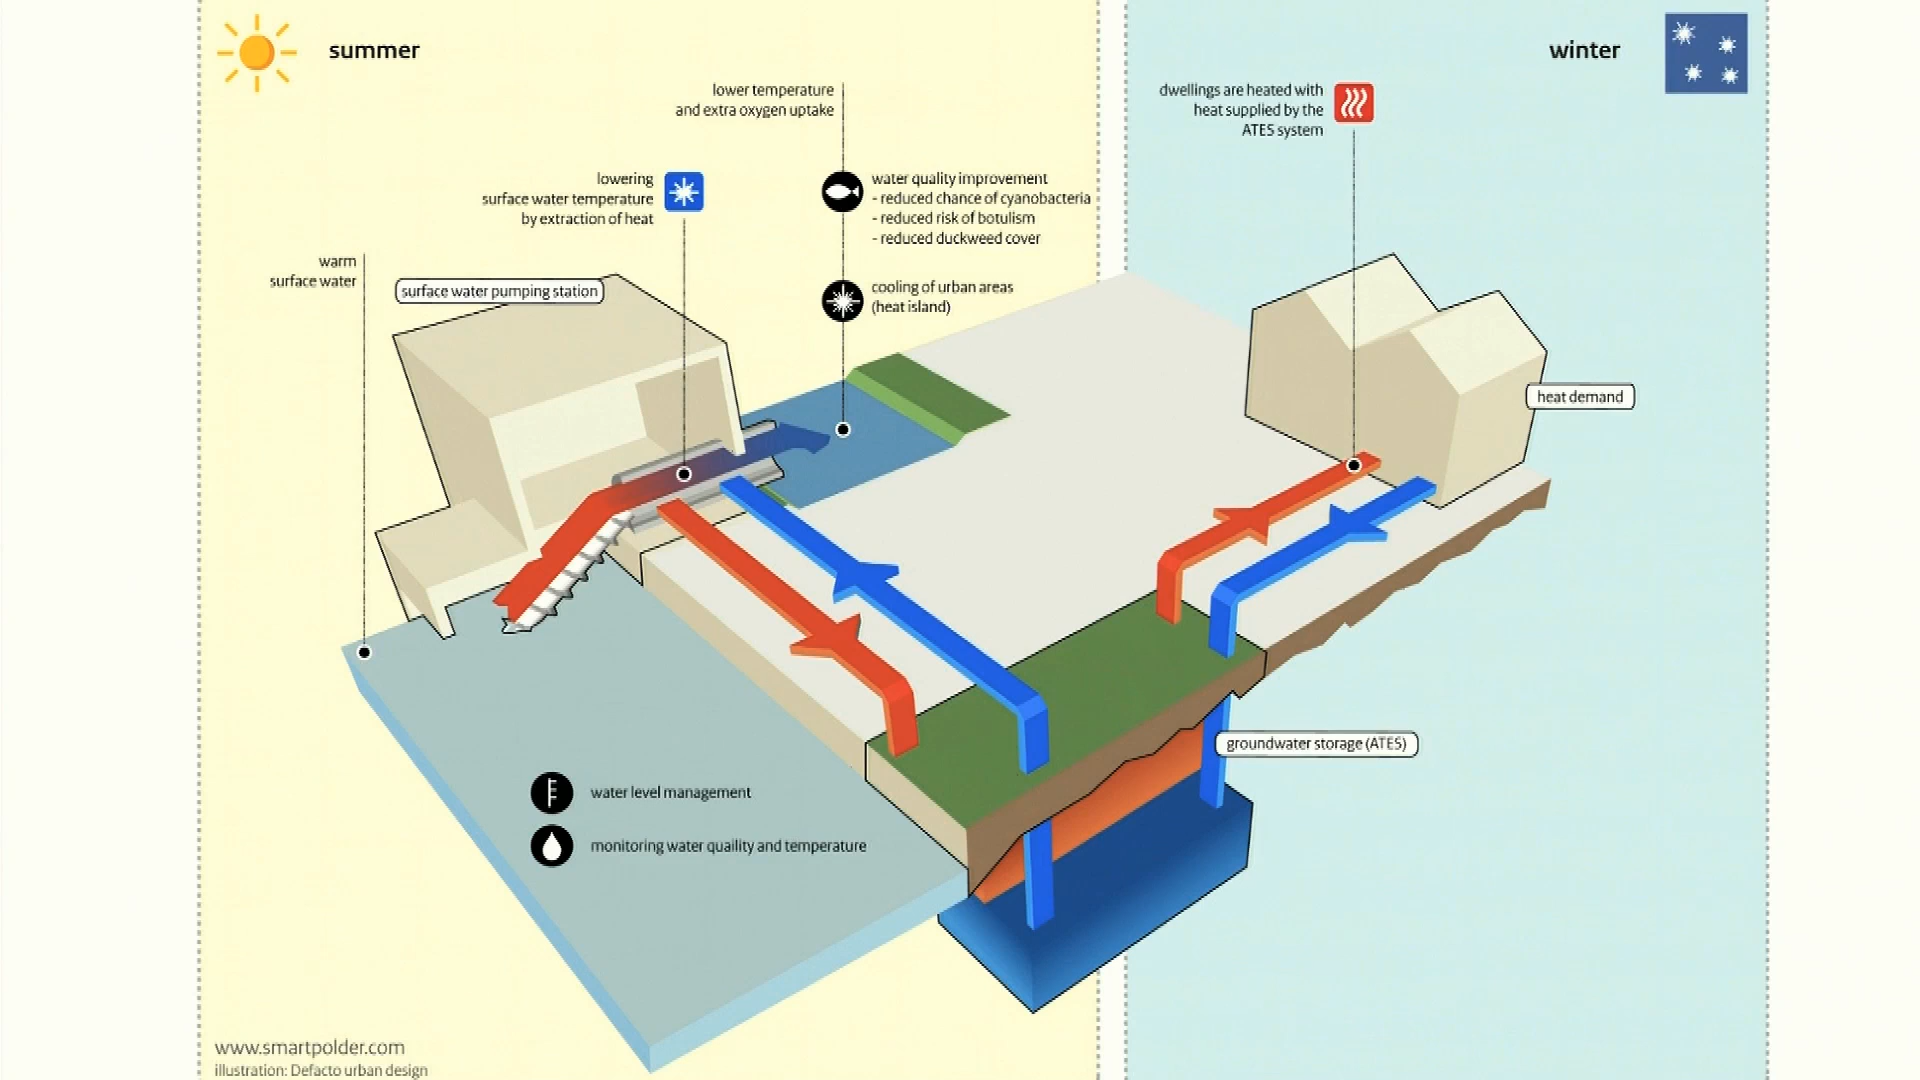 summer
winter
lower temperature
and extra oxygen uptake
dwellings are heated with
heat supplied by the
ATES system
lowering
surface water temperature
by extraction of heat
water quality improvement
- reduced chance of cyanobacteria
- reduced risk of botulism
- reduced duckweed cover
warm
surface water
surface water pumping station
cooling of urban areas
(heat island)
heat demand
groundwater storage (ATES)
water level management
monitoring water quaility and temperature
www.smartpolder.com
illustration: Defacto urban design